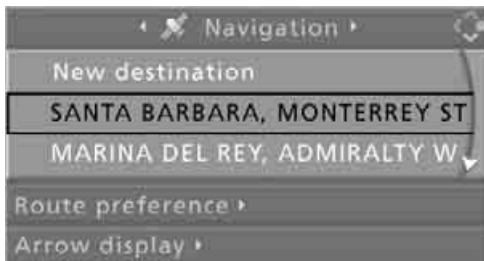 Navigation
New destination
SANTA BARBARA, MONTERREY ST
MARINA DEL REY, ADMIRALTY W
Route preference
Arrow display